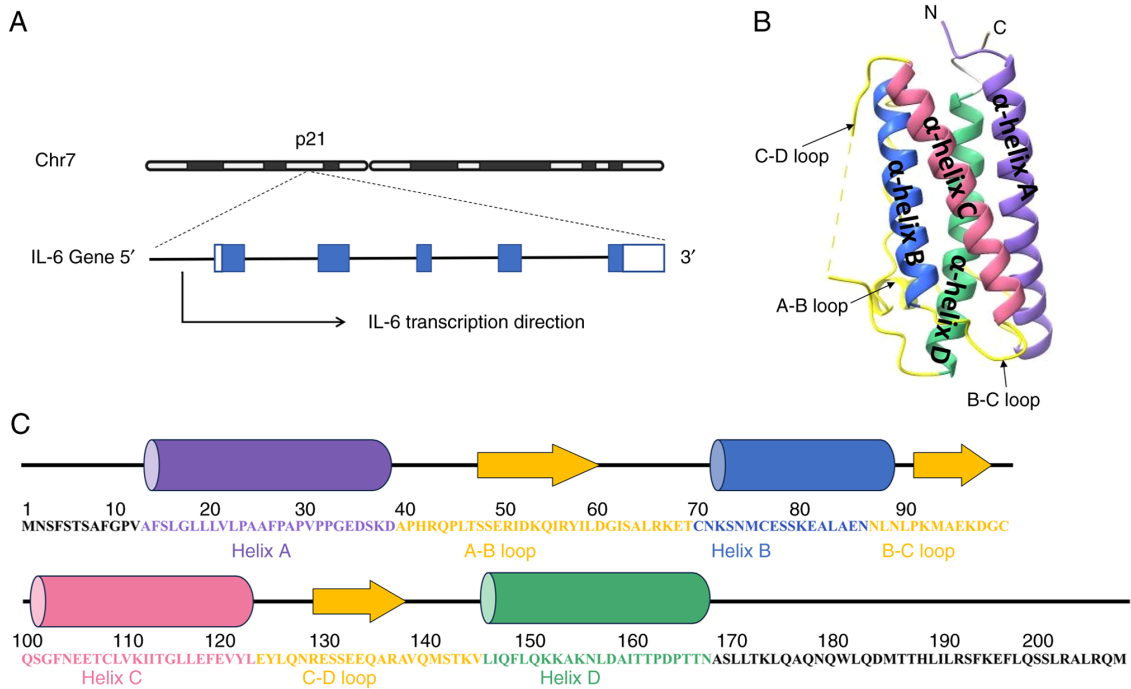 A
p21
Chr7
IL-6 Gene 5′
3′
IL-6 transcription direction
B
N
C
C-D loop
α-helix A
α-helix C
α-helix B
α-helix D
A-B loop
B-C loop
C
1 10 20 30 40 50 60 70 80 90
MNSFSTSAFGPVAFSLGLLLVLPAAFPAPVPPGEDSKDAPHRQPLTSSERIDKQIRYILDGISALRKETCNKSNMCESSKEALAENNLNLPKMAEKDGC
Helix A A-B loop Helix B B-C loop
100 110 120 130 140 150 160 170 180 190 200
QSGFNEETCLVKIITGLLEFEVYLEYLQNRESSEEQARAVQMSTKVLIQFLQKKAKNLDAITTPDPTTNASLLTKLQAQNQWLQDMTTHLILRSFKEFLQSSLRALRQM
Helix C C-D loop Helix D